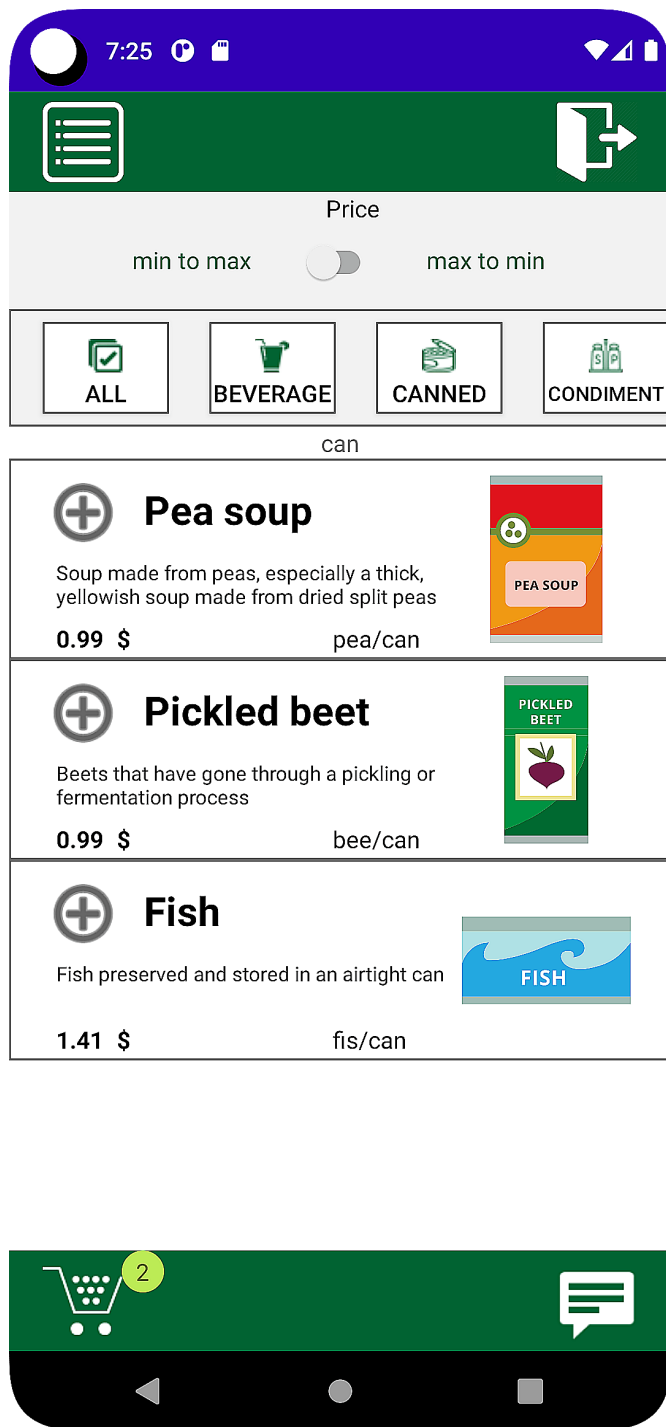 7:25
Price
min to max
max to min
ALL
BEVERAGE
S P
CANNED
CONDIMENT
can
Pea soup
Soup made from peas, especially a thick,
yellowish soup made from dried split peas
0.99 $
pea/can
PEA SOUP
Pickled beet
Beets that have gone through a pickling or
fermentation process
0.99 $
bee/can
PICKLED
BEET
Fish
Fish preserved and stored in an airtight can
1.41 $
fis/can
FISH
2